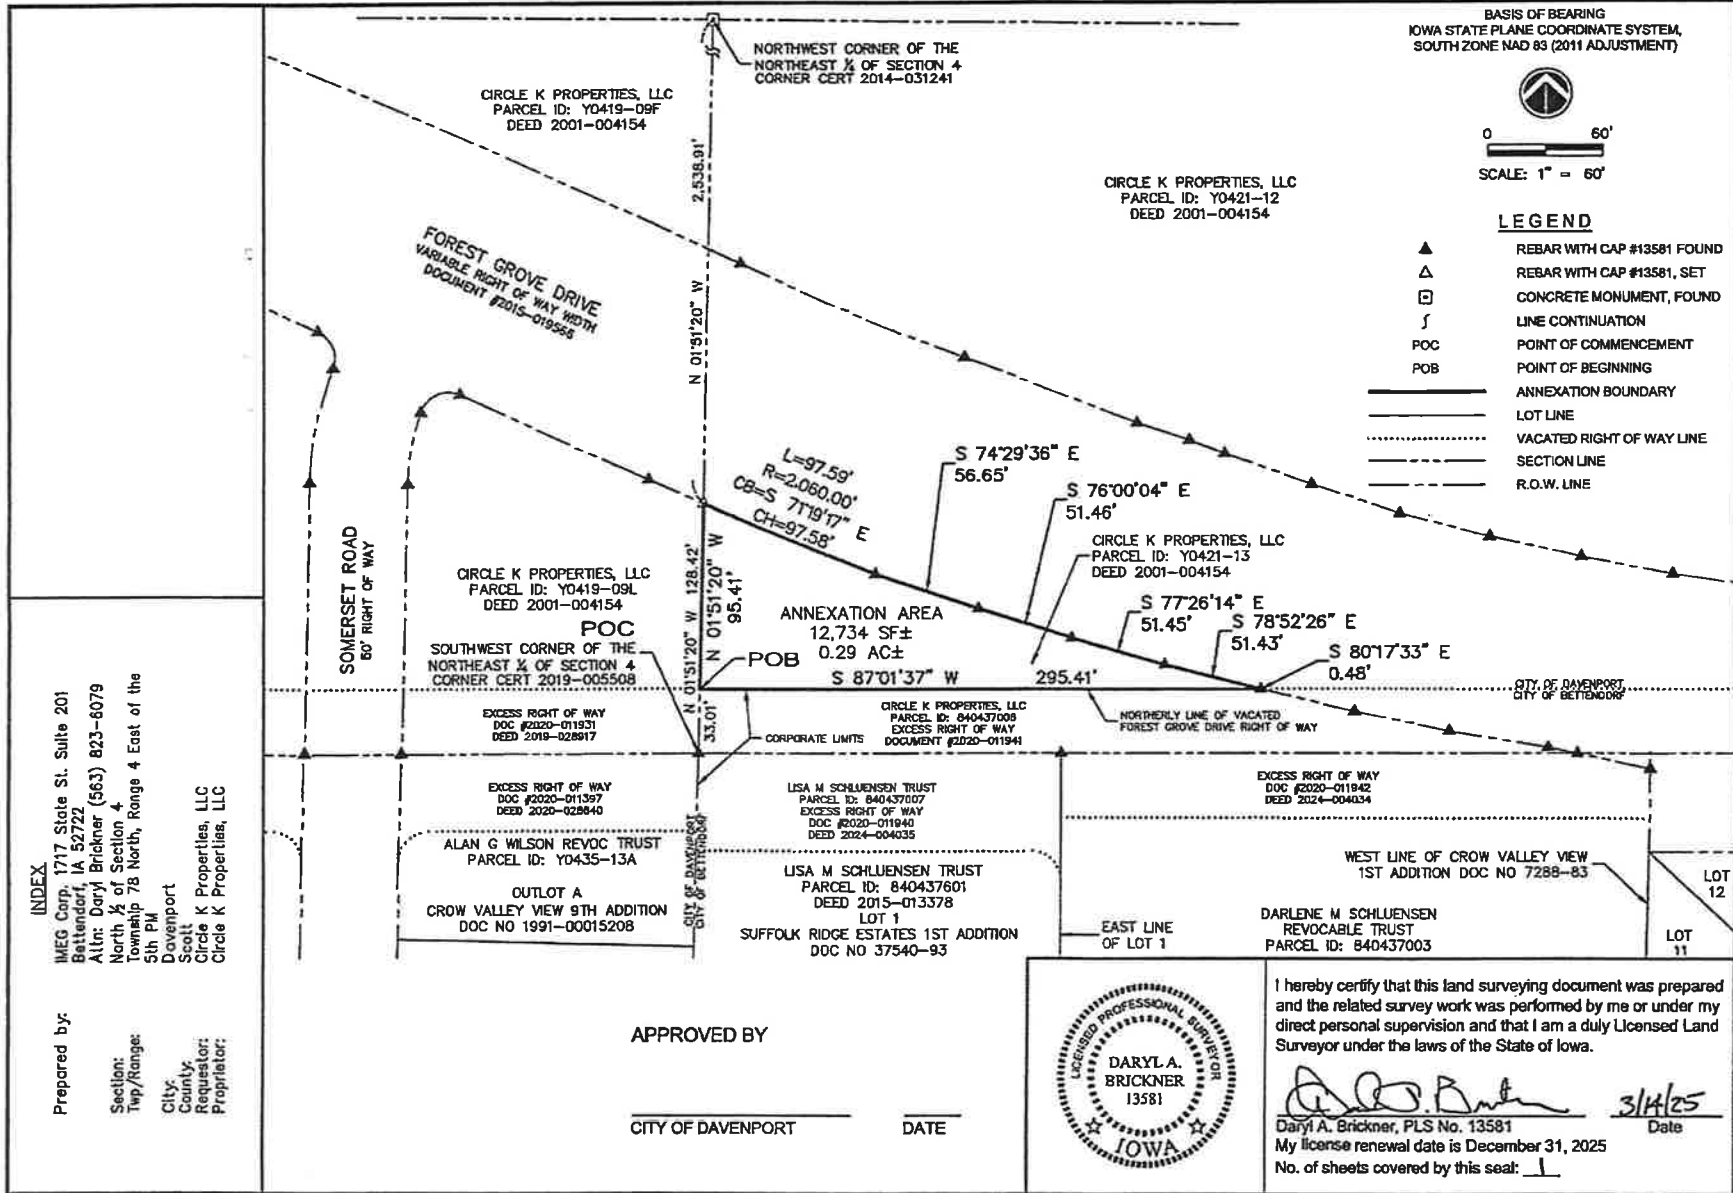 BASIS OF BEARING
IOWA STATE PLANE COORDINATE SYSTEM,
SOUTH ZONE NAD 83 (2011 ADJUSTMENT)
0 60'
SCALE: 1" = 60'
LEGEND
REBAR WITH CAP #13581 FOUND
REBAR WITH CAP #13581, SET
CONCRETE MONUMENT, FOUND
LINE CONTINUATION
POC POINT OF COMMENCEMENT
POB POINT OF BEGINNING
ANNEXATION BOUNDARY
LOT LINE
VACATED RIGHT OF WAY LINE
SECTION LINE
R.O.W. LINE
NORTHWEST CORNER OF THE
NORTHEAST ¼ OF SECTION 4
CORNER CERT 2014-031241
CIRCLE K PROPERTIES, LLC
PARCEL ID: Y0419-09F
DEED 2001-004154
N 01°51'20" W 2,538.91'
CIRCLE K PROPERTIES, LLC
PARCEL ID: Y0421-12
DEED 2001-004154
FOREST GROVE DRIVE
VARIABLE RIGHT OF WAY WIDTH
DOCUMENT #2015-019566
L=97.59'
R=2,060.00'
CB=S 71°19'17" E
CH=97.58'
S 74°29'36" E
56.65'
S 76°00'04" E
51.46'
CIRCLE K PROPERTIES, LLC
PARCEL ID: Y0421-13
DEED 2001-004154
S 77°26'14" E
51.45'
S 78°52'26" E
51.43'
S 80°17'33" E
0.48'
SOMERSET ROAD
50' RIGHT OF WAY
CIRCLE K PROPERTIES, LLC
PARCEL ID: Y0419-09L
DEED 2001-004154
POC
SOUTHWEST CORNER OF THE
NORTHEAST ¼ OF SECTION 4
CORNER CERT 2019-005508
N 01°51'20" W 128.42'
N 01°51'20" W
95.41'
33.01'
ANNEXATION AREA
12,734 SF±
0.29 AC±
POB
S 87°01'37" W 295.41'
CITY OF DAVENPORT
CITY OF BETTENDORF
EXCESS RIGHT OF WAY
DOC #2020-011931
DEED 2019-028917
CORPORATE LIMITS
CIRCLE K PROPERTIES, LLC
PARCEL ID: 840437008
EXCESS RIGHT OF WAY
DOCUMENT #2020-011941
NORTHERLY LINE OF VACATED
FOREST GROVE DRIVE RIGHT OF WAY
EXCESS RIGHT OF WAY
DOC #2020-011397
DEED 2020-028640
LISA M SCHLUENSEN TRUST
PARCEL ID: 840437007
EXCESS RIGHT OF WAY
DOC #2020-011940
DEED 2024-004035
EXCESS RIGHT OF WAY
DOC #2020-011942
DEED 2024-004034
ALAN G WILSON REVOC TRUST
PARCEL ID: Y0435-13A
OUTLOT A
CROW VALLEY VIEW 9TH ADDITION
DOC NO 1991-00015208
CITY OF DAVENPORT
CITY OF BETTENDORF
LISA M SCHLUENSEN TRUST
PARCEL ID: 840437601
DEED 2015-013378
LOT 1
SUFFOLK RIDGE ESTATES 1ST ADDITION
DOC NO 37540-93
EAST LINE
OF LOT 1
WEST LINE OF CROW VALLEY VIEW
1ST ADDITION DOC NO 7288-83
DARLENE M SCHLUENSEN
REVOCABLE TRUST
PARCEL ID: 840437003
LOT
12
LOT
11
INDEX
Prepared by: IMEG Corp. 1717 State St. Suite 201
Bettendorf, IA 52722
Attn: Daryl Brickner (563) 823-6079
Section: North ½ of Section 4
Twp/Range: Township 78 North, Range 4 East of the
5th PM
City: Davenport
County: Scott
Requestor: Circle K Properties, LLC
Proprietor: Circle K Properties, LLC
APPROVED BY
CITY OF DAVENPORT DATE
LICENSED PROFESSIONAL SURVEYOR
DARYL A.
BRICKNER
13581
IOWA
I hereby certify that this land surveying document was prepared
and the related survey work was performed by me or under my
direct personal supervision and that I am a duly Licensed Land
Surveyor under the laws of the State of Iowa.
3/14/25
Daryl A. Brickner, PLS No. 13581 Date
My license renewal date is December 31, 2025
No. of sheets covered by this seal: 1